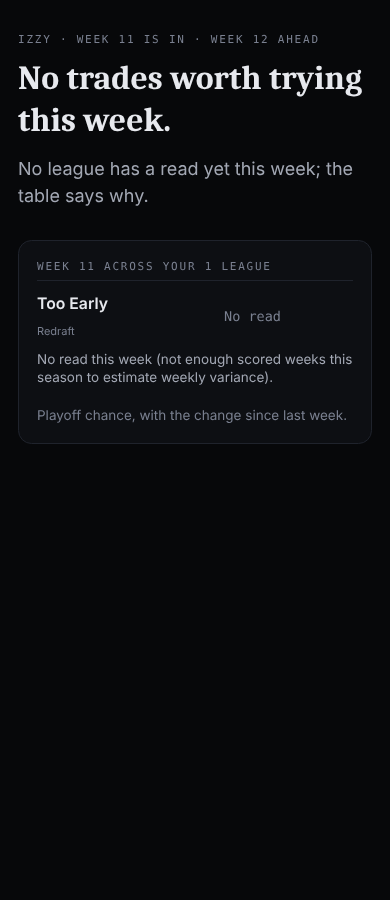 IZZY · WEEK 11 IS IN · WEEK 12 AHEAD
No trades worth trying
this week.
No league has a read yet this week; the
table says why.
WEEK 11 ACROSS YOUR 1 LEAGUE
Too Early
No read
Redraft
No read this week (not enough scored weeks this
season to estimate weekly variance).
Playoff chance, with the change since last week.